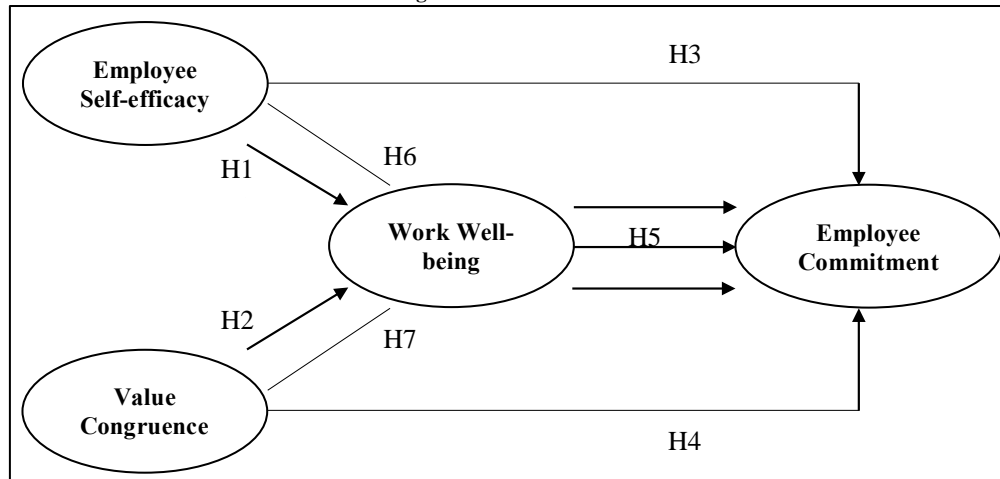 H3
Employee
Self-efficacy
H6
H1
Work Well-
being
H5
Employee
Commitment
H2
H7
Value
Congruence
H4